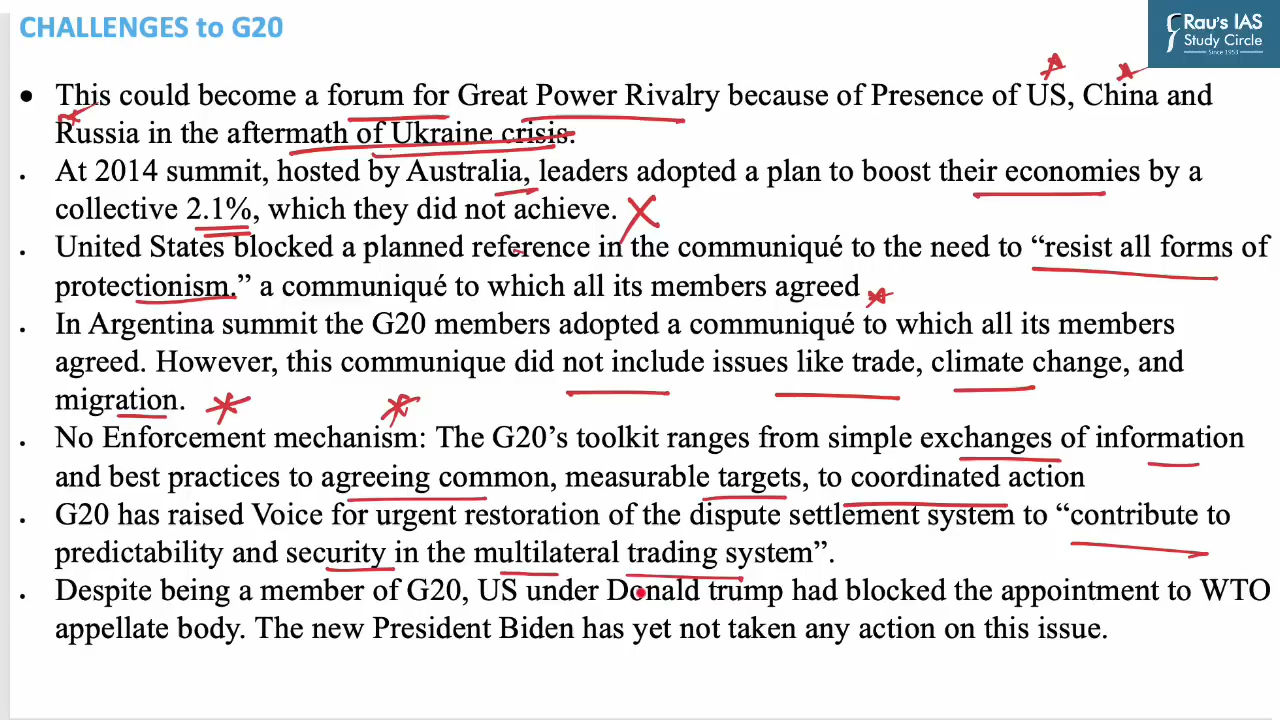 CHALLENGES to G20
Rau's IAS
Study Circle
Since 1953
• This could become a forum for Great Power Rivalry because of Presence of US, China and
Russia in the aftermath of Ukraine crisis.
. At 2014 summit, hosted by Australia, leaders adopted a plan to boost their economies by a
collective 2.1%, which they did not achieve.
. United States blocked a planned reference in the communiqué to the need to “resist all forms of
protectionism.” a communiqué to which all its members agreed
. In Argentina summit the G20 members adopted a communiqué to which all its members
agreed. However, this communique did not include issues like trade, climate change, and
migration.
. No Enforcement mechanism: The G20’s toolkit ranges from simple exchanges of information
and best practices to agreeing common, measurable targets, to coordinated action
. G20 has raised Voice for urgent restoration of the dispute settlement system to “contribute to
predictability and security in the multilateral trading system”.
. Despite being a member of G20, US under Donald trump had blocked the appointment to WTO
appellate body. The new President Biden has yet not taken any action on this issue.